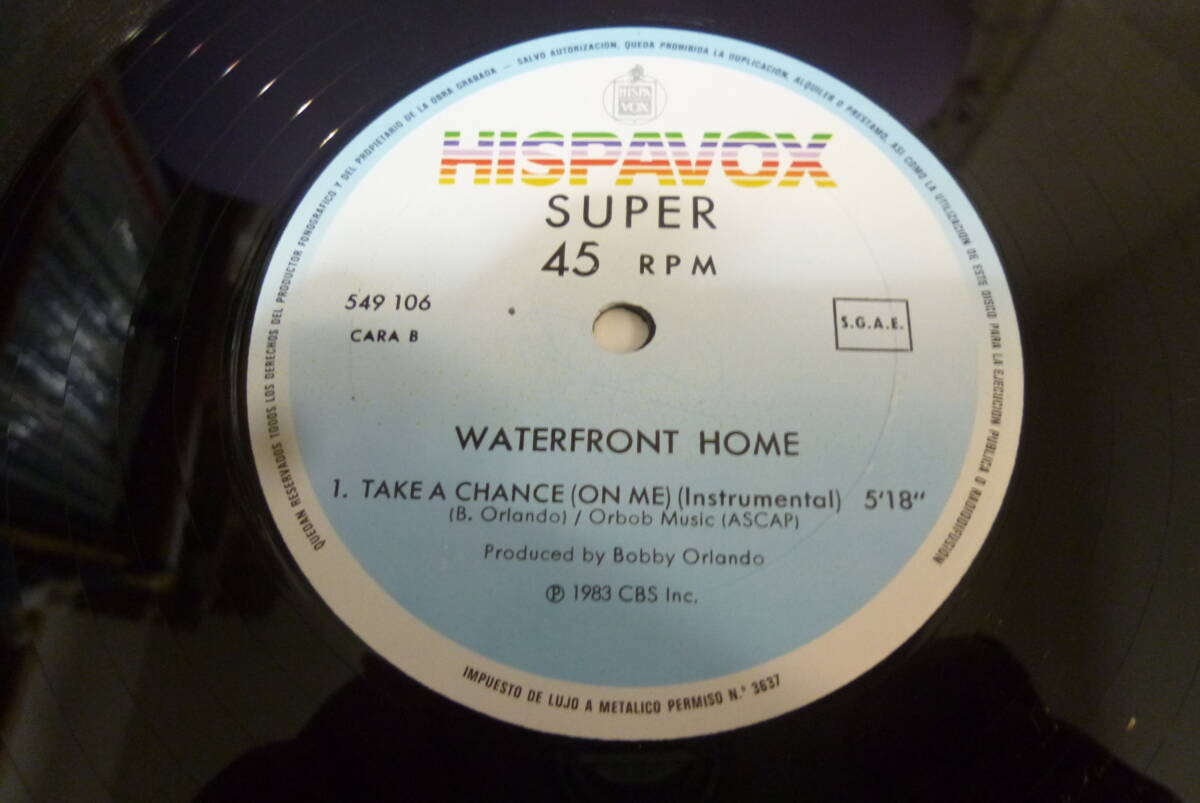 QUEDAN RESERVADOS TODOS LOS DERECHOS DEL PRODUCTOR FONOGRAFICO Y DEL PROPIETARIO DE LA OBRA GRABADA — SALVO AUTORIZACION, QUEDA PROHIBIDA LA DUPLICACION, ALQUILER O PRESTAMO, ASI COMO LA UTILIZACION DE ESTE DISCO PARA LA EJECUCION PUBLICA O RADIODIFUSION
HISPA
VOX
HISPAVOX
SUPER
45 RPM
549 106
CARA B
S.G.A.E.
WATERFRONT HOME
1. TAKE A CHANCE (ON ME) (Instrumental) 5'18"
(B. Orlando) / Orbob Music (ASCAP)
Produced by Bobby Orlando
Ⓟ 1983 CBS Inc.
IMPUESTO DE LUJO A METALICO PERMISO N.° 3637